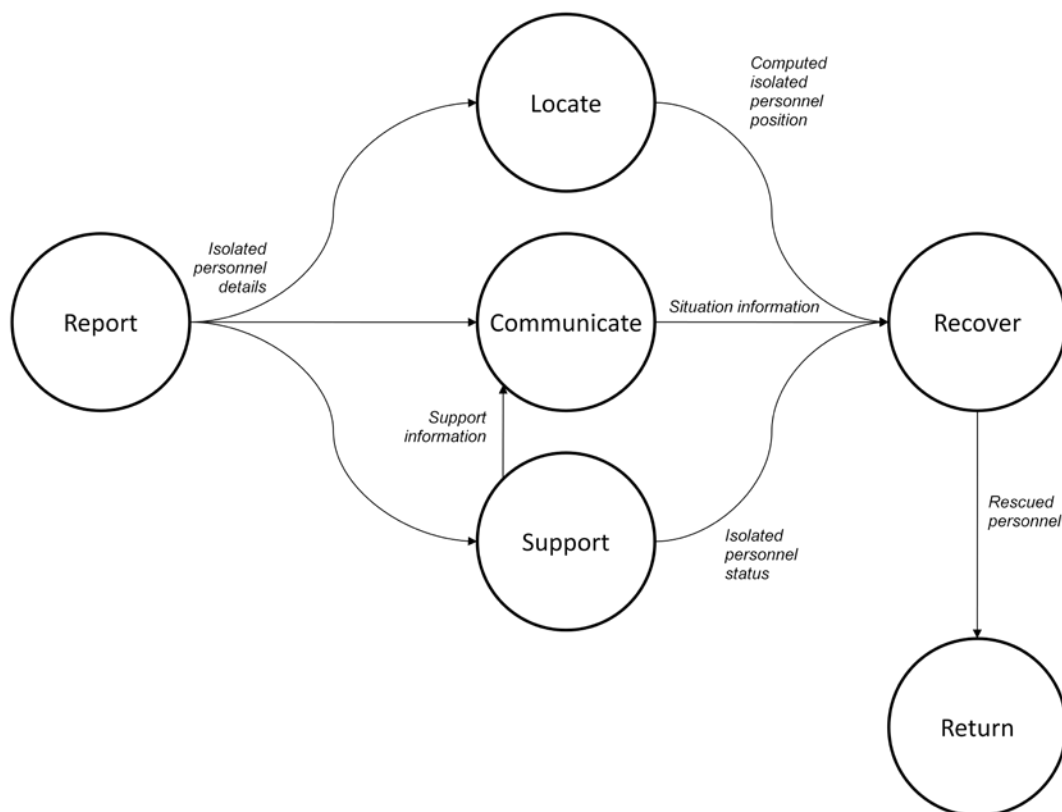 Locate
Computed
isolated
personnel
position
Isolated
personnel
details
Report
Communicate
Situation information
Recover
Support
information
Support
Isolated
personnel
status
Rescued
personnel
Return